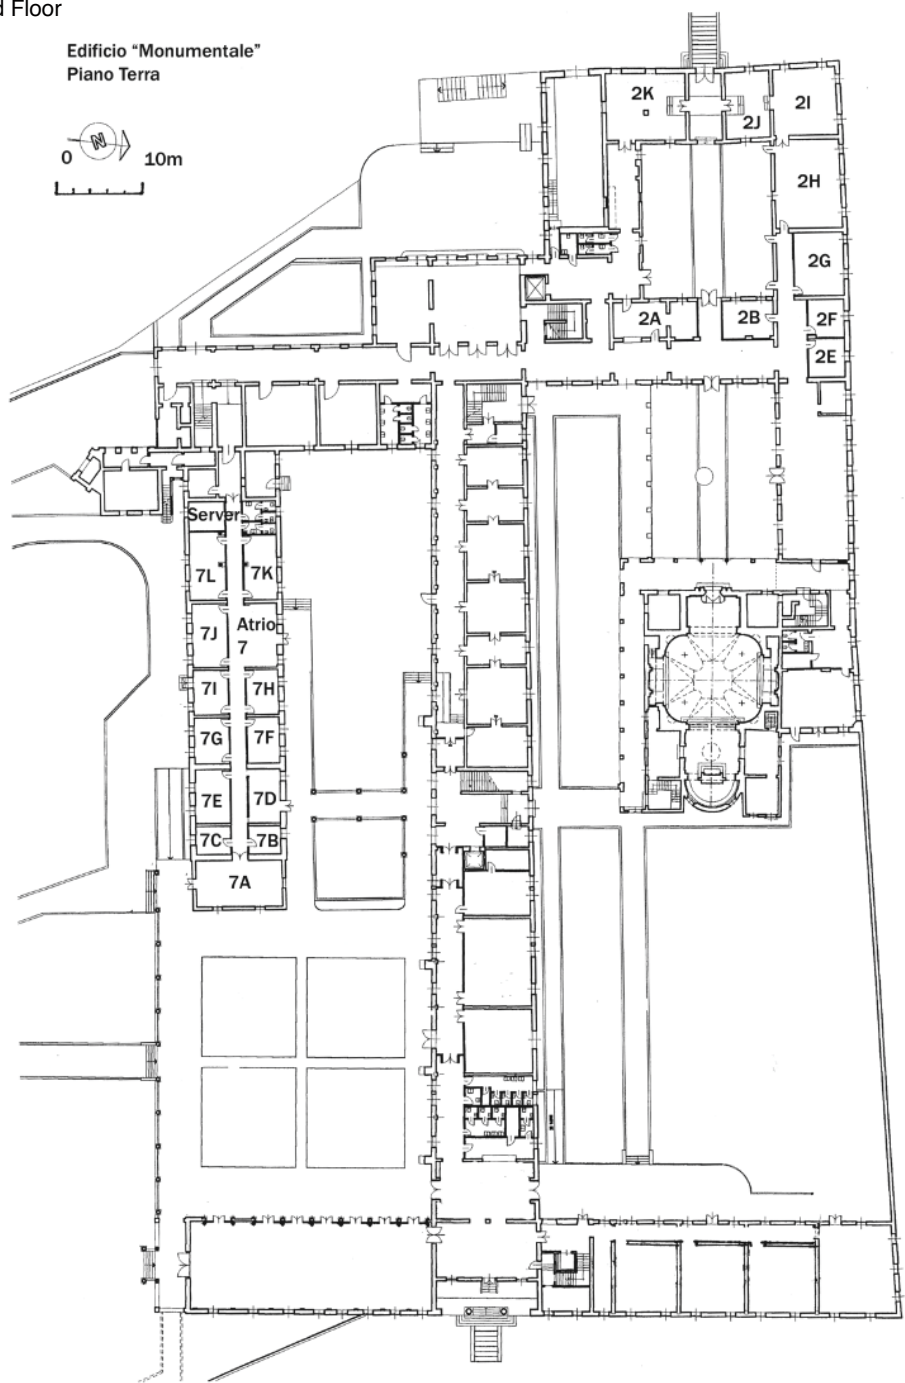 d Floor
Edificio “Monumentale”
Piano Terra
N
0 10m
2K
2J
2I
2H
2G
2A
2B
2F
2E
Server
7L
7K
7J
Atrio
7
7I
7H
7G
7F
7E
7D
7C
7B
7A